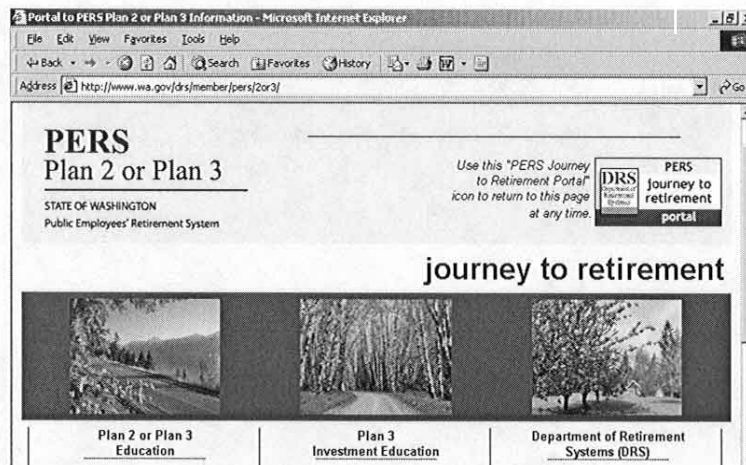 Portal to PERS Plan 2 or Plan 3 Information - Microsoft Internet Explorer
File Edit View Favorites Tools Help
Back Search Favorites History
Address http://www.wa.gov/drs/member/pers/2or3/ Go
PERS
Plan 2 or Plan 3
STATE OF WASHINGTON
Public Employees' Retirement System
Use this "PERS Journey
to Retirement Portal"
icon to return to this page
at any time.
DRS
Department of
Retirement
Systems
PERS
journey to
retirement
portal
journey to retirement
Plan 2 or Plan 3
Education
Plan 3
Investment Education
Department of Retirement
Systems (DRS)